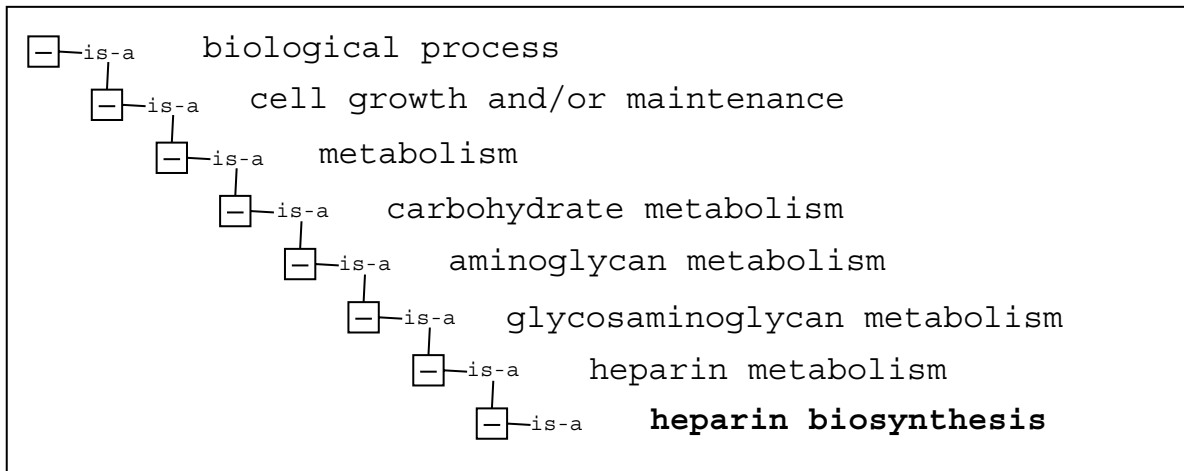 is-a biological process
is-a cell growth and/or maintenance
is-a metabolism
is-a carbohydrate metabolism
is-a aminoglycan metabolism
is-a glycosaminoglycan metabolism
is-a heparin metabolism
is-a heparin biosynthesis